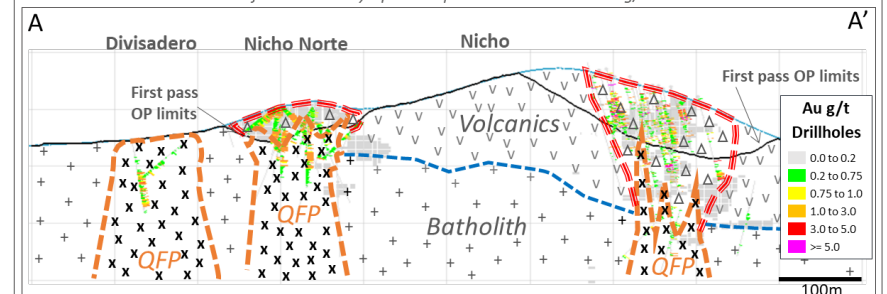 A
A'
Divisadero
Nicho Norte
Nicho
First pass
OP limits
First pass OP limits
Volcanics
Batholith
QFP
QFP
QFP
Au g/t
Drillholes
0.0 to 0.2
0.2 to 0.75
0.75 to 1.0
1.0 to 3.0
3.0 to 5.0
>= 5.0
100m